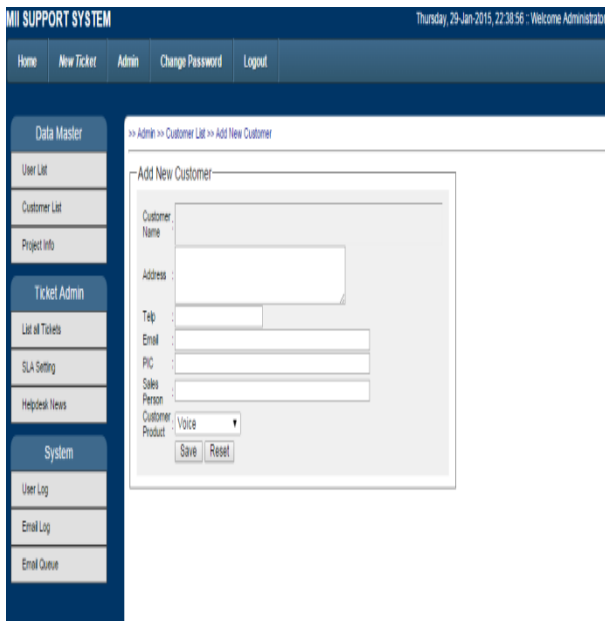 MII SUPPORT SYSTEM
Thursday, 29-Jan-2015, 22:38:56 :: Welcome Administrator
Home New Ticket Admin Change Password Logout
Data Master
User List
Customer List
Project Info
Ticket Admin
List all Tickets
SLA Setting
Helpdesk News
System
User Log
Email Log
Email Queue
>> Admin >> Customer List >> Add New Customer
Add New Customer
Customer
Name :
Address :
Telp :
Email :
PIC :
Sales
Person :
Customer
Product : Voice
Save Reset